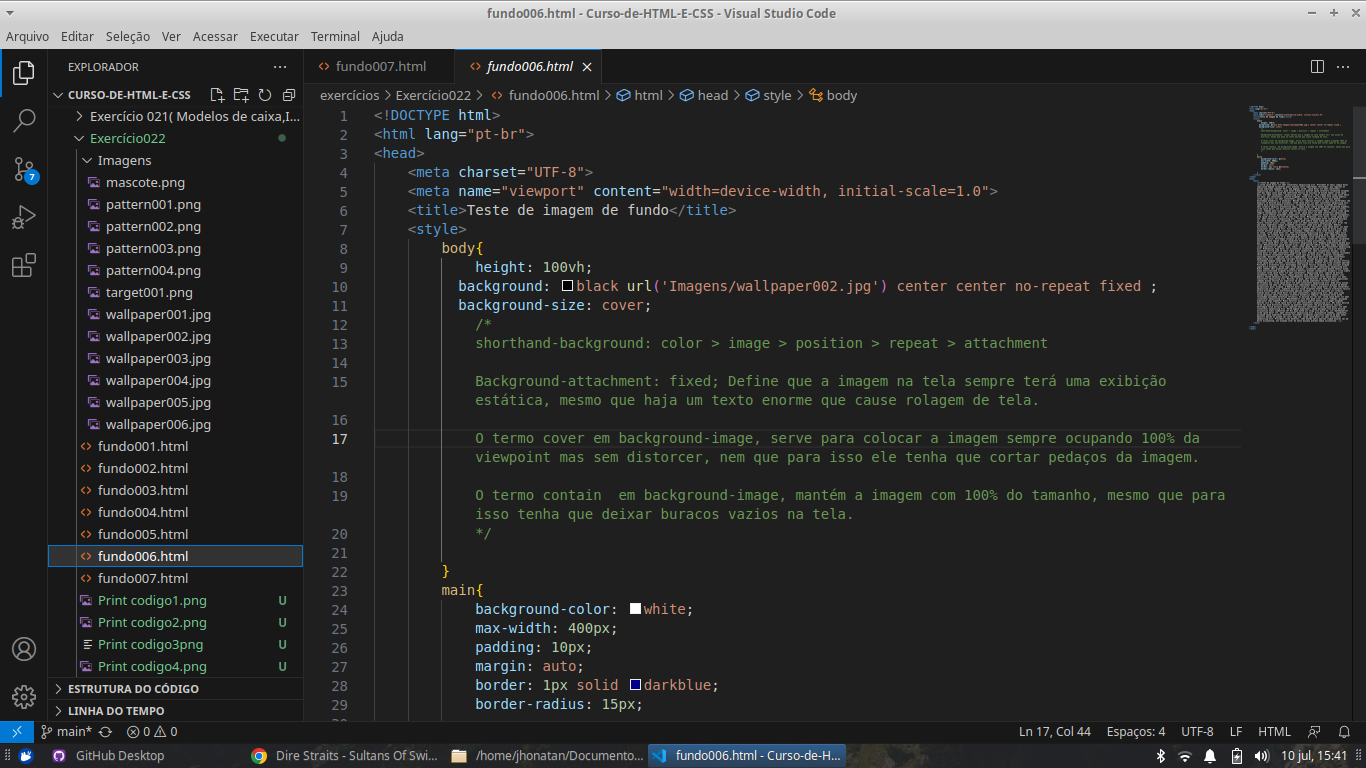 fundo006.html - Curso-de-HTML-E-CSS - Visual Studio Code
Arquivo Editar Seleção Ver Acessar Executar Terminal Ajuda
EXPLORADOR
CURSO-DE-HTML-E-CSS
Exercício 021( Modelos de caixa,I...
Exercício022
Imagens
mascote.png
pattern001.png
pattern002.png
pattern003.png
pattern004.png
target001.png
wallpaper001.jpg
wallpaper002.jpg
wallpaper003.jpg
wallpaper004.jpg
wallpaper005.jpg
wallpaper006.jpg
fundo001.html
fundo002.html
fundo003.html
fundo004.html
fundo005.html
fundo006.html
fundo007.html
Print codigo1.png U
Print codigo2.png U
Print codigo3png U
Print codigo4.png U
ESTRUTURA DO CÓDIGO
LINHA DO TEMPO
7
fundo007.html fundo006.html
exercícios > Exercício022 > fundo006.html > html > head > style > body
1 <!DOCTYPE html>
2 <html lang="pt-br">
3 <head>
4 <meta charset="UTF-8">
5 <meta name="viewport" content="width=device-width, initial-scale=1.0">
6 <title>Teste de imagem de fundo</title>
7 <style>
8 body{
9 height: 100vh;
10 background: black url('Imagens/wallpaper002.jpg') center center no-repeat fixed ;
11 background-size: cover;
12 /*
13 shorthand-background: color > image > position > repeat > attachment
14
15 Background-attachment: fixed; Define que a imagem na tela sempre terá uma exibição
estática, mesmo que haja um texto enorme que cause rolagem de tela.
16
17 O termo cover em background-image, serve para colocar a imagem sempre ocupando 100% da
viewpoint mas sem distorcer, nem que para isso ele tenha que cortar pedaços da imagem.
18
19 O termo contain  em background-image, mantém a imagem com 100% do tamanho, mesmo que para
isso tenha que deixar buracos vazios na tela.
20 */
21
22 }
23 main{
24 background-color: white;
25 max-width: 400px;
26 padding: 10px;
27 margin: auto;
28 border: 1px solid darkblue;
29 border-radius: 15px;
main* 0 0 Ln 17, Col 44 Espaços: 4 UTF-8 LF HTML
GitHub Desktop Dire Straits - Sultans Of Swi... /home/jhonatan/Documento... fundo006.html - Curso-de-H... 10 jul, 15:41